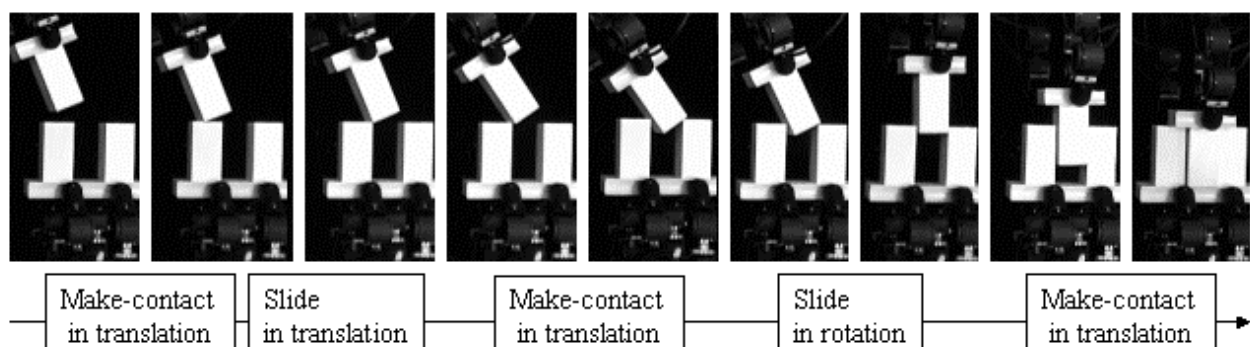 Make-contact
in translation
Slide
in translation
Make-contact
in translation
Slide
in rotation
Make-contact
in translation